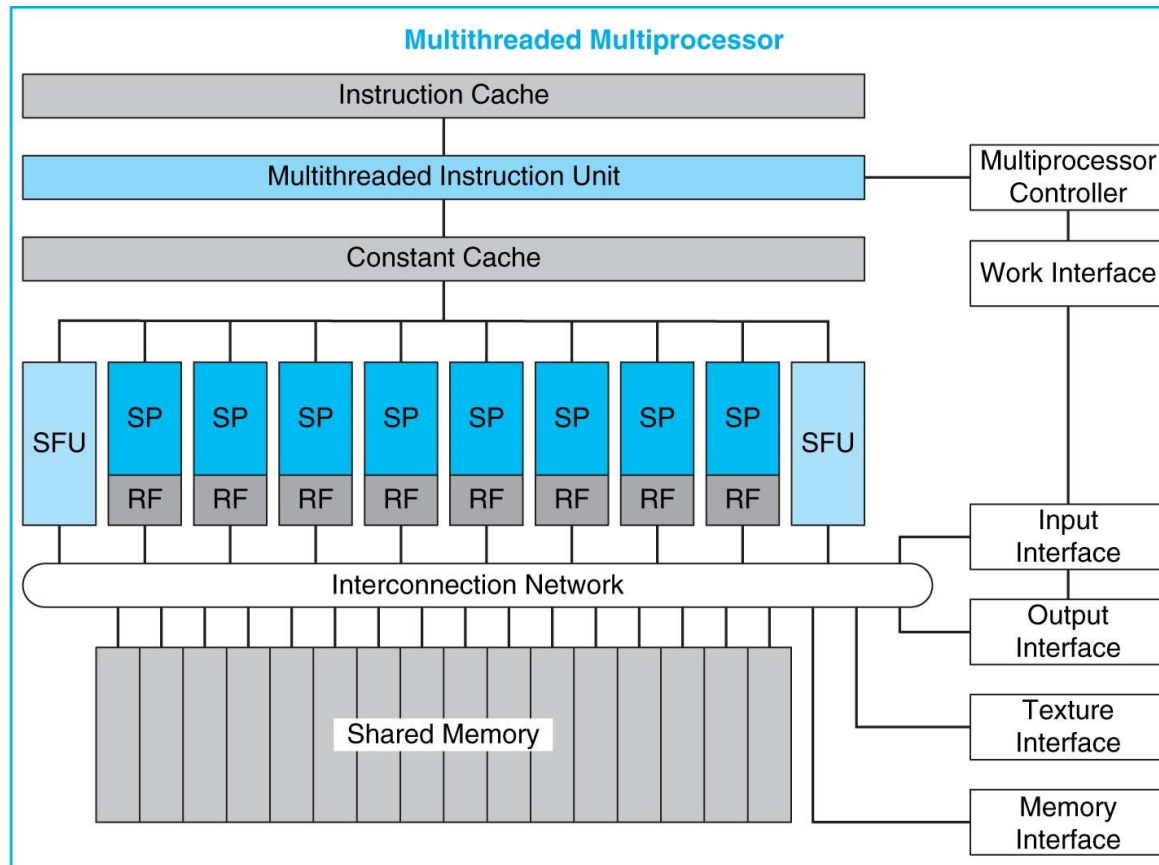 Multithreaded Multiprocessor
Instruction Cache
Multithreaded Instruction Unit
Multiprocessor
Controller
Constant Cache
Work Interface
SFU
SP
SP
SP
SP
SP
SP
SP
SP
SFU
RF
RF
RF
RF
RF
RF
RF
RF
Input
Interface
Interconnection Network
Output
Interface
Shared Memory
Texture
Interface
Memory
Interface